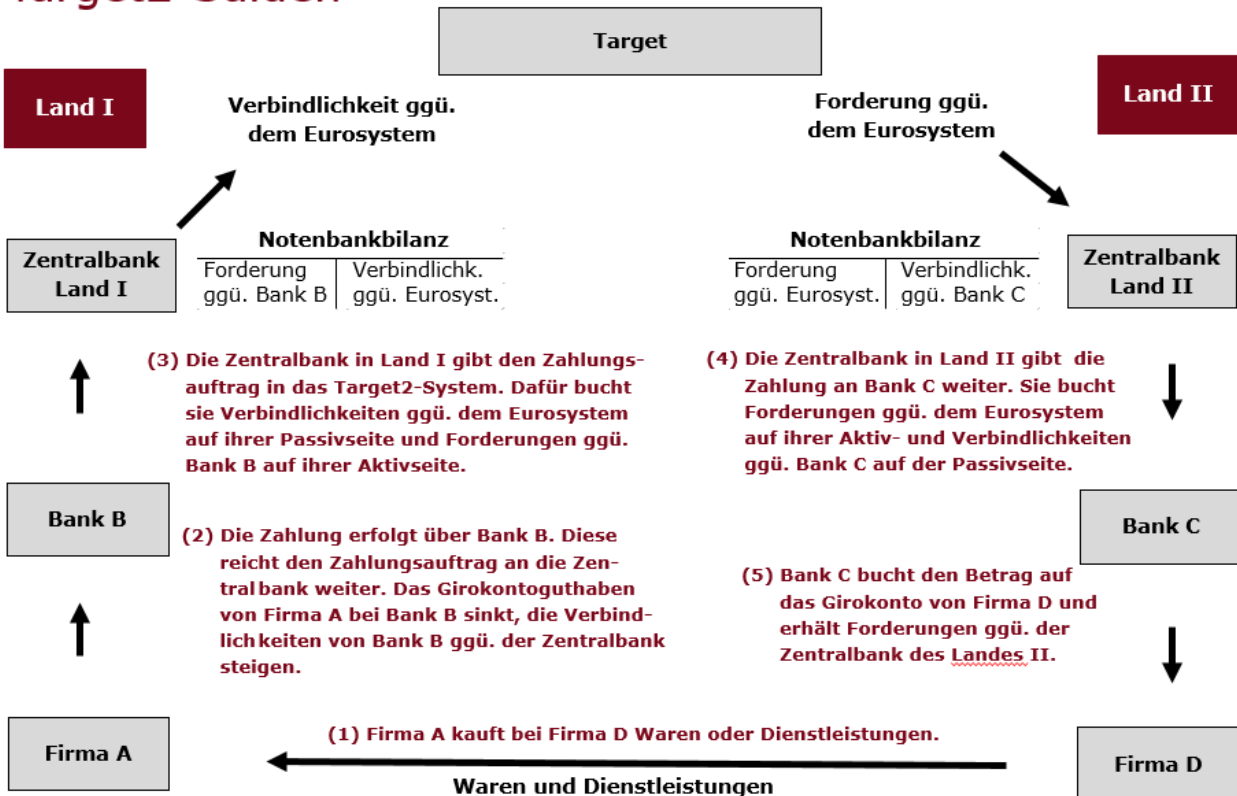 Target2-Salden
Target
Land I
Verbindlichkeit ggü.
dem Eurosystem
Forderung ggü.
dem Eurosystem
Land II
Zentralbank
Land I
Notenbankbilanz
Forderung
ggü. Bank B
Verbindlichk.
ggü. Eurosyst.
Notenbankbilanz
Forderung
ggü. Eurosyst.
Verbindlichk.
ggü. Bank C
Zentralbank
Land II
(3) Die Zentralbank in Land I gibt den Zahlungs-
auftrag in das Target2-System. Dafür bucht
sie Verbindlichkeiten ggü. dem Eurosystem
auf ihrer Passivseite und Forderungen ggü.
Bank B auf ihrer Aktivseite.
(4) Die Zentralbank in Land II gibt die
Zahlung an Bank C weiter. Sie bucht
Forderungen ggü. dem Eurosystem
auf ihrer Aktiv- und Verbindlichkeiten
ggü. Bank C auf der Passivseite.
Bank B
(2) Die Zahlung erfolgt über Bank B. Diese
reicht den Zahlungsauftrag an die Zen-
tralbank weiter. Das Girokontoguthaben
von Firma A bei Bank B sinkt, die Verbind-
lichkeiten von Bank B ggü. der Zentralbank
steigen.
Bank C
(5) Bank C bucht den Betrag auf
das Girokonto von Firma D und
erhält Forderungen ggü. der
Zentralbank des Landes II.
Firma A
(1) Firma A kauft bei Firma D Waren oder Dienstleistungen.
Waren und Dienstleistungen
Firma D